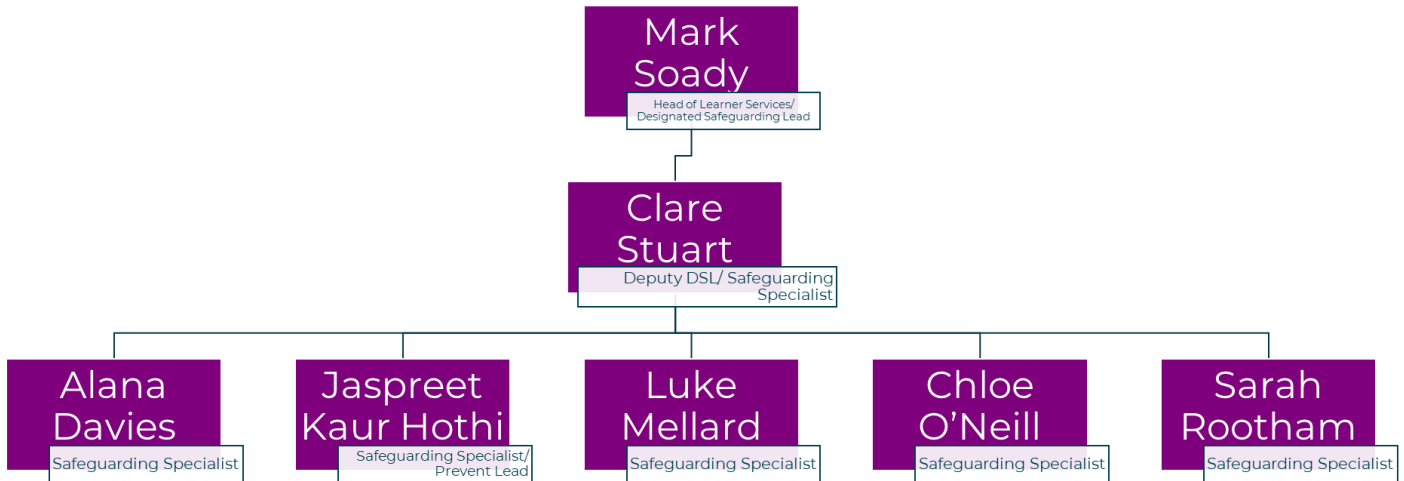 Mark
Soady
Head of Learner Services/
Designated Safeguarding Lead
Clare
Stuart
Deputy DSL/ Safeguarding
Specialist
Alana
Davies
Safeguarding Specialist
Jaspreet
Kaur Hothi
Safeguarding Specialist/
Prevent Lead
Luke
Mellard
Safeguarding Specialist
Chloe
O’Neill
Safeguarding Specialist
Sarah
Rootham
Safeguarding Specialist